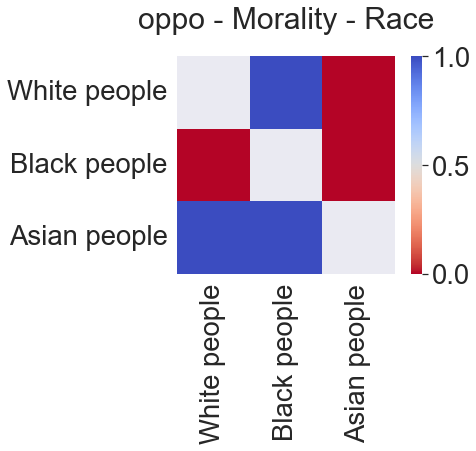 oppo - Morality - Race
White people
Black people
Asian people
1.0
0.5
0.0
White people
Black people
Asian people